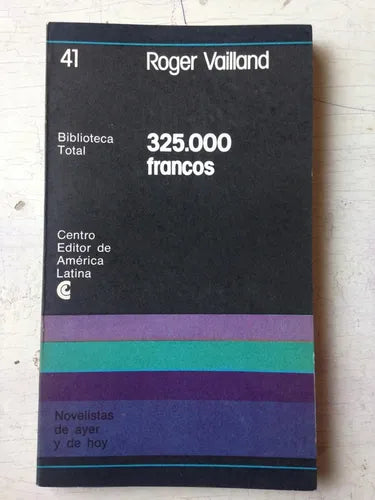 41
Roger Vailland
Biblioteca
Total
325.000
francos
Centro
Editor de
América
Latina
Novelistas
de ayer
y de hoy